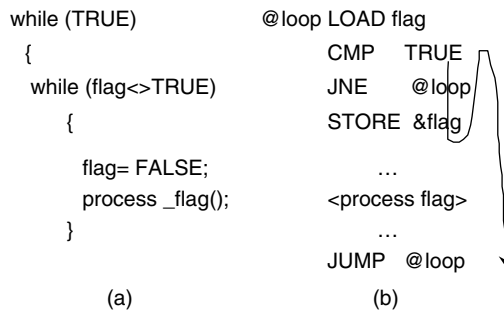 while (TRUE)
{
while (flag<>TRUE)
{
flag= FALSE;
process _flag();
}
(a)
@loop LOAD flag
CMP TRUE
JNE @loop
STORE &flag
…
<process flag>
…
JUMP @loop
(b)